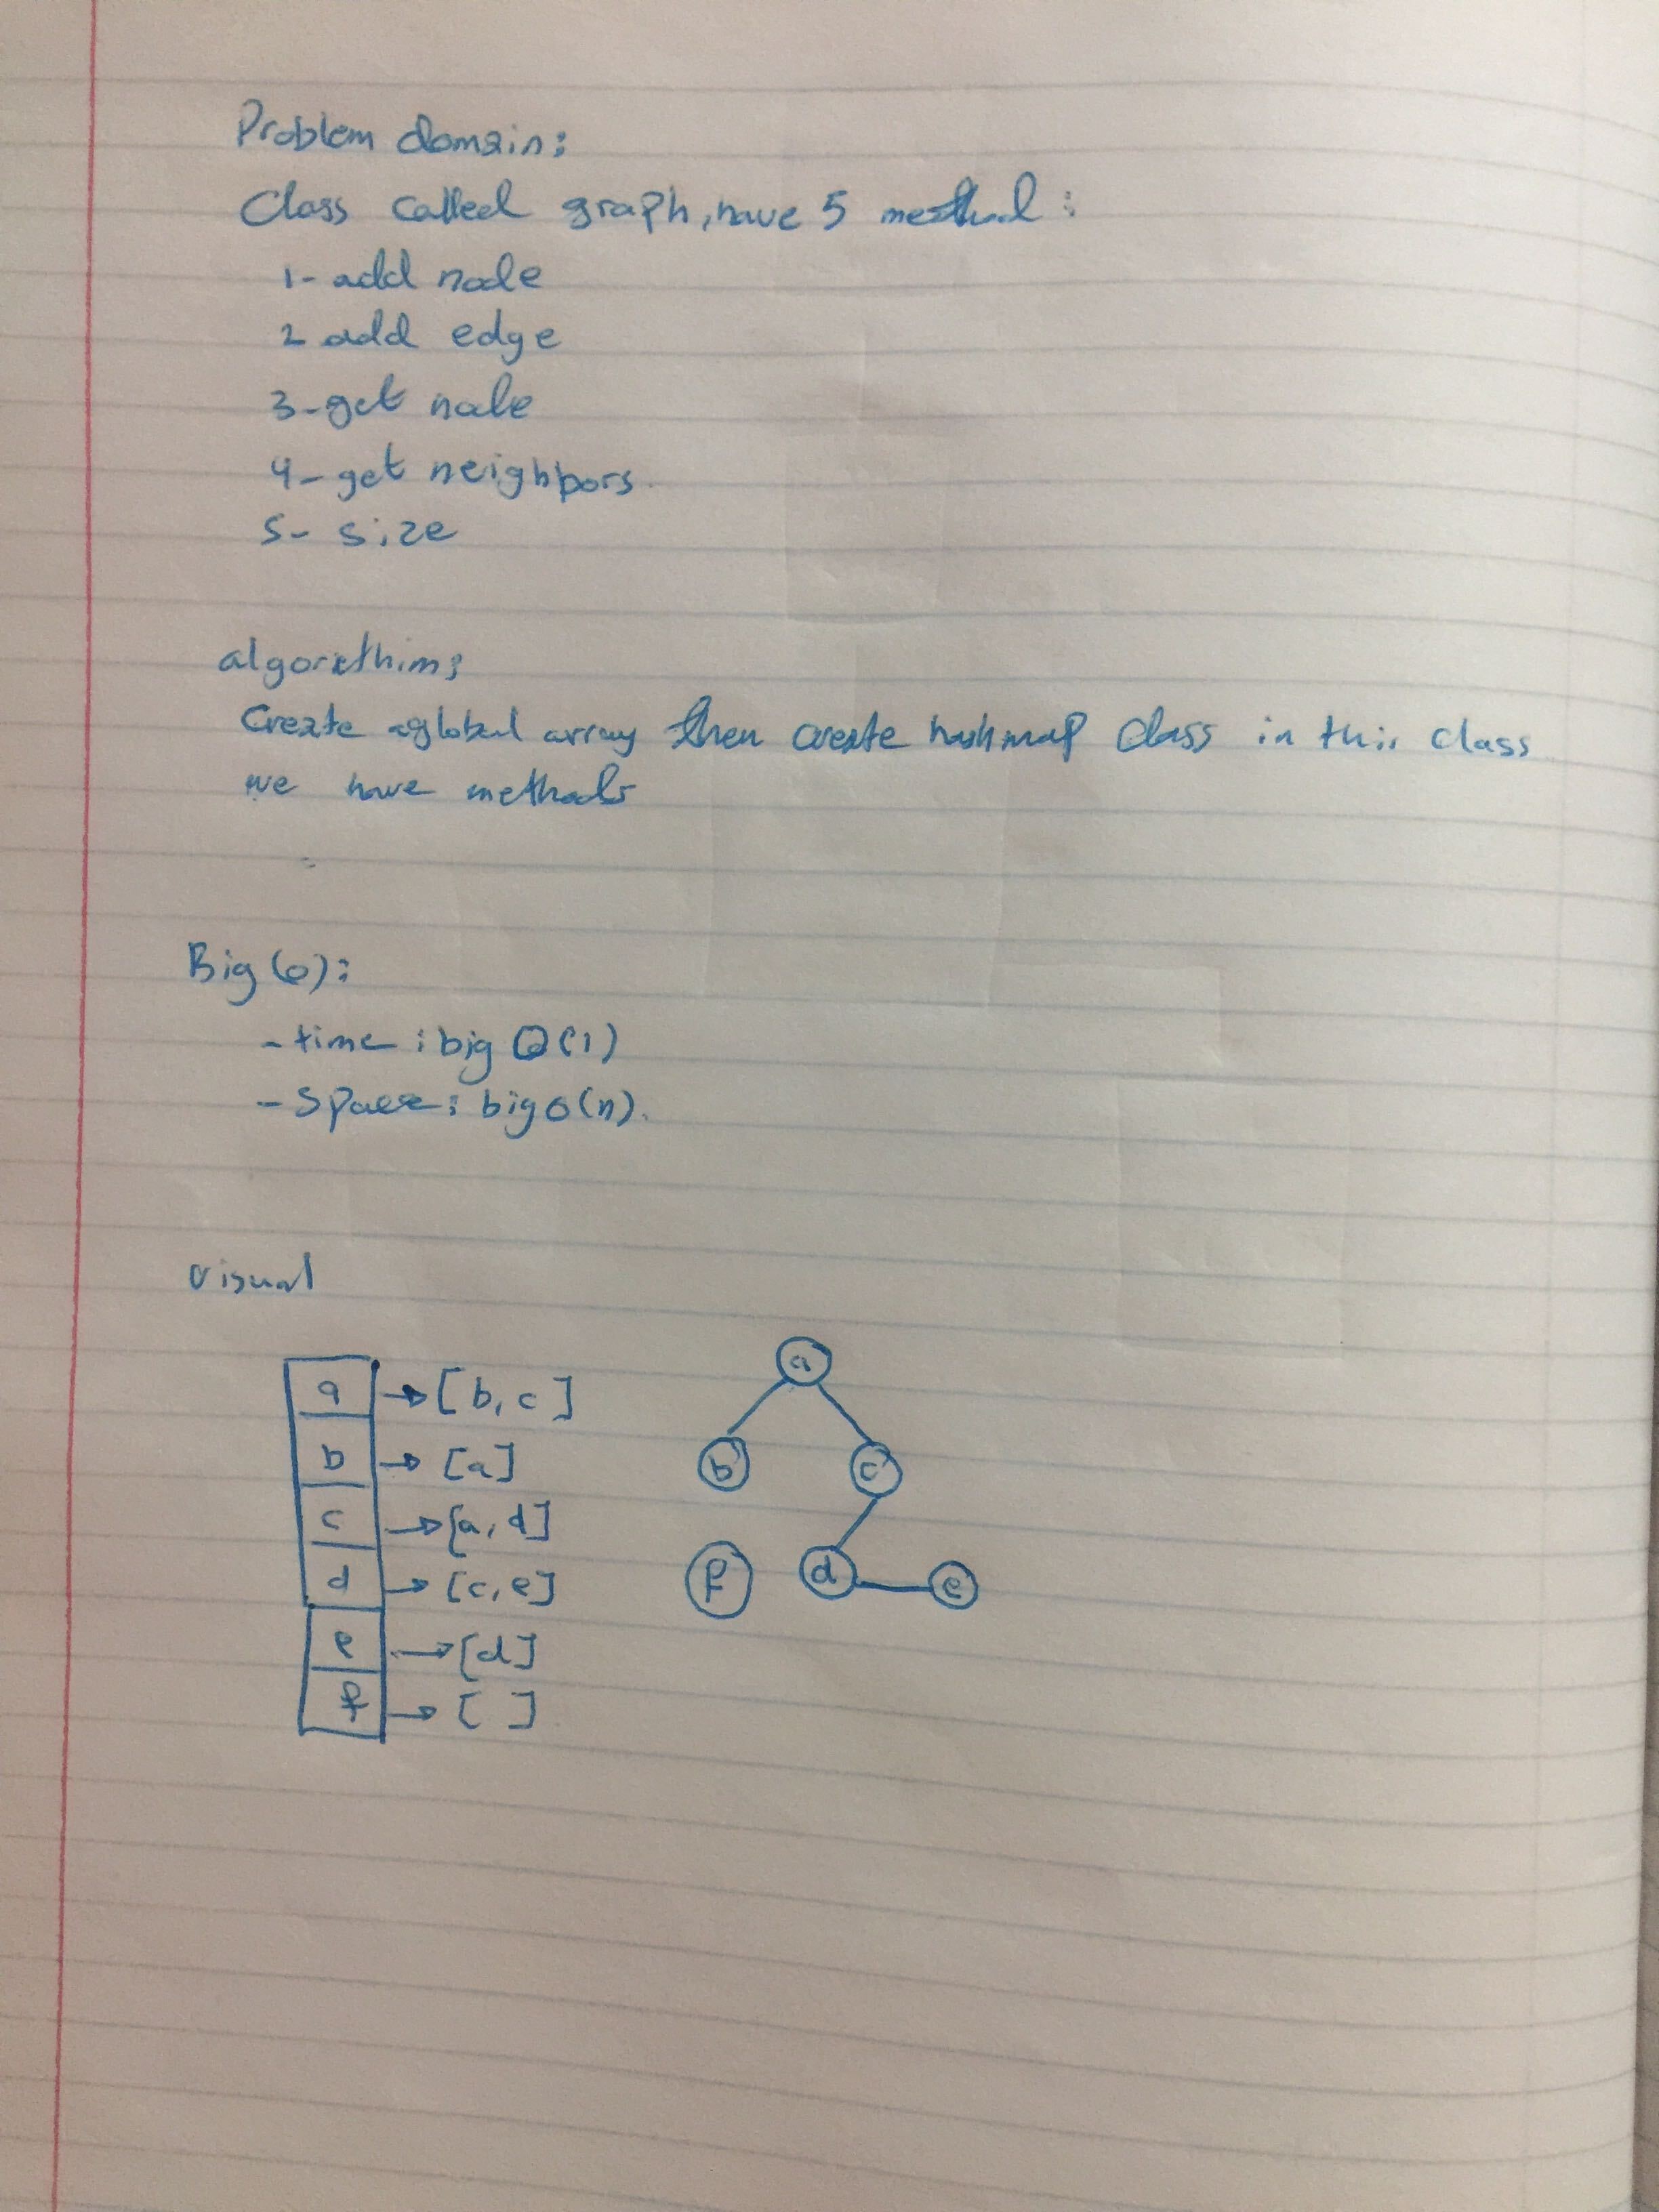 Problem domain:
Class called graph, have 5 method:
1- add node
2 add edge
3- get node
4- get neighbors.
5- size
algorithim:
Create global array then create hashmap class in this class
we have methods
Big(o):
- time : big O(1)
- Space : big o(n).
Visual
a → [b, c]
b → [a]
c → [a, d]
d → [c, e]
e → [d]
f → [ ]
a
b c
f d e